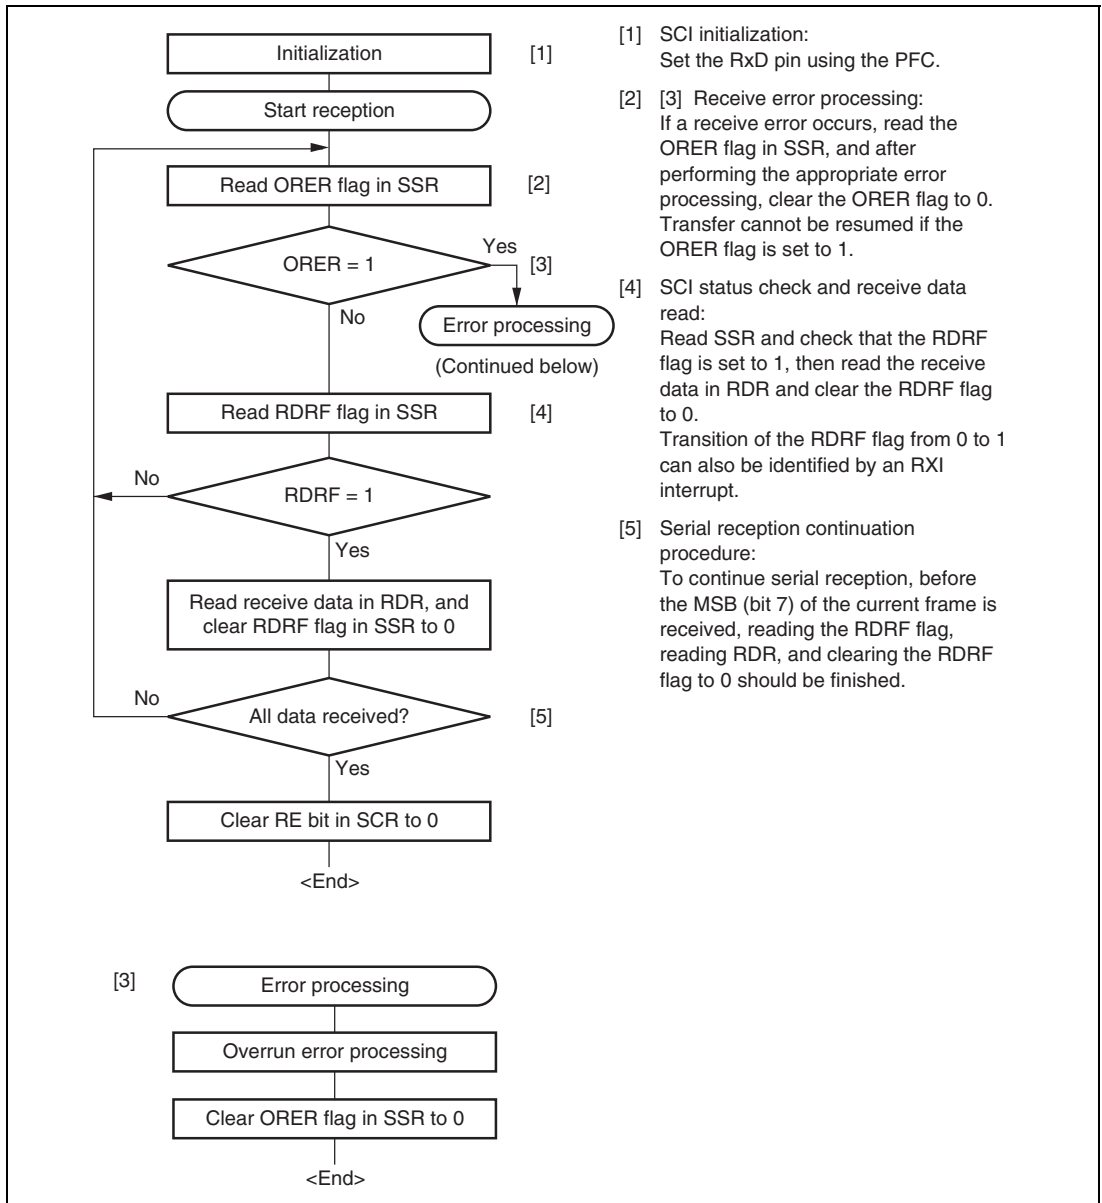 Initialization
[1]
Start reception
Read ORER flag in SSR
[2]
ORER = 1
Yes
[3]
No
Error processing
(Continued below)
Read RDRF flag in SSR
[4]
No
RDRF = 1
Yes
Read receive data in RDR, and
clear RDRF flag in SSR to 0
No
All data received?
[5]
Yes
Clear RE bit in SCR to 0
<End>
[1] SCI initialization:
Set the RxD pin using the PFC.
[2] [3] Receive error processing:
If a receive error occurs, read the
ORER flag in SSR, and after
performing the appropriate error
processing, clear the ORER flag to 0.
Transfer cannot be resumed if the
ORER flag is set to 1.
[4] SCI status check and receive data
read:
Read SSR and check that the RDRF
flag is set to 1, then read the receive
data in RDR and clear the RDRF flag
to 0.
Transition of the RDRF flag from 0 to 1
can also be identified by an RXI
interrupt.
[5] Serial reception continuation
procedure:
To continue serial reception, before
the MSB (bit 7) of the current frame is
received, reading the RDRF flag,
reading RDR, and clearing the RDRF
flag to 0 should be finished.
[3]
Error processing
Overrun error processing
Clear ORER flag in SSR to 0
<End>